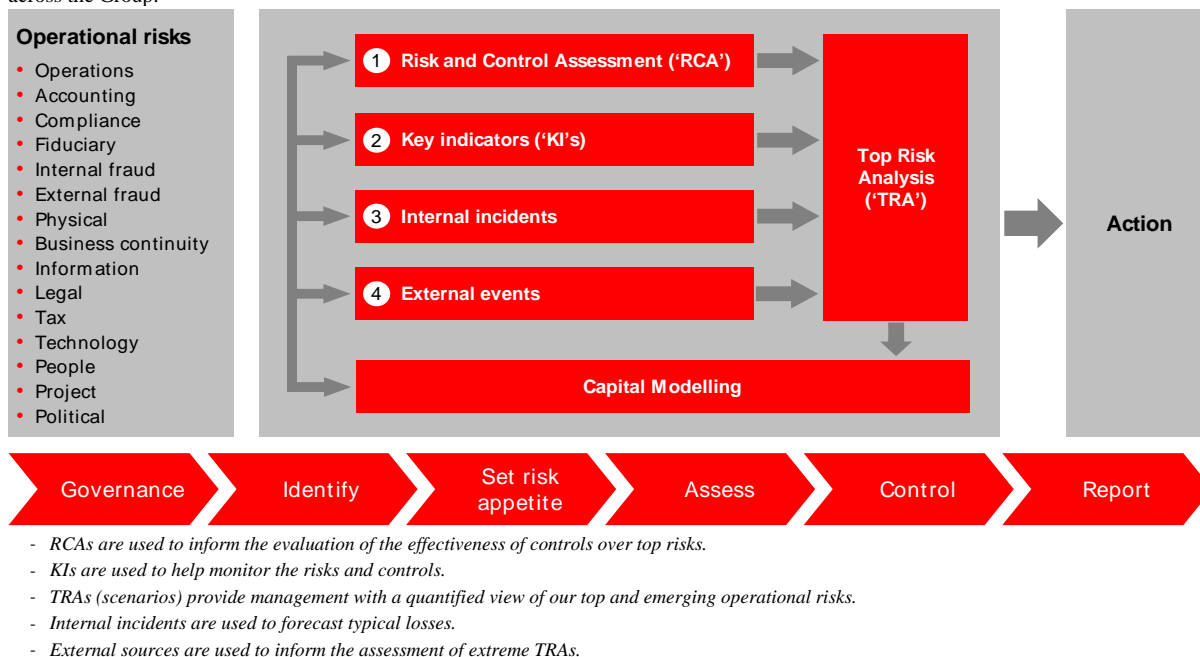 across the Group.
Operational risks
• Operations
• Accounting
• Compliance
• Fiduciary
• Internal fraud
• External fraud
• Physical
• Business continuity
• Information
• Legal
• Tax
• Technology
• People
• Project
• Political
1 Risk and Control Assessment (‘RCA’)
2 Key indicators (‘KI’s)
3 Internal incidents
4 External events
Top Risk
Analysis
(‘TRA’)
Capital Modelling
Action
Governance
Identify
Set risk
appetite
Assess
Control
Report
- RCAs are used to inform the evaluation of the effectiveness of controls over top risks.
- KIs are used to help monitor the risks and controls.
- TRAs (scenarios) provide management with a quantified view of our top and emerging operational risks.
- Internal incidents are used to forecast typical losses.
- External sources are used to inform the assessment of extreme TRAs.